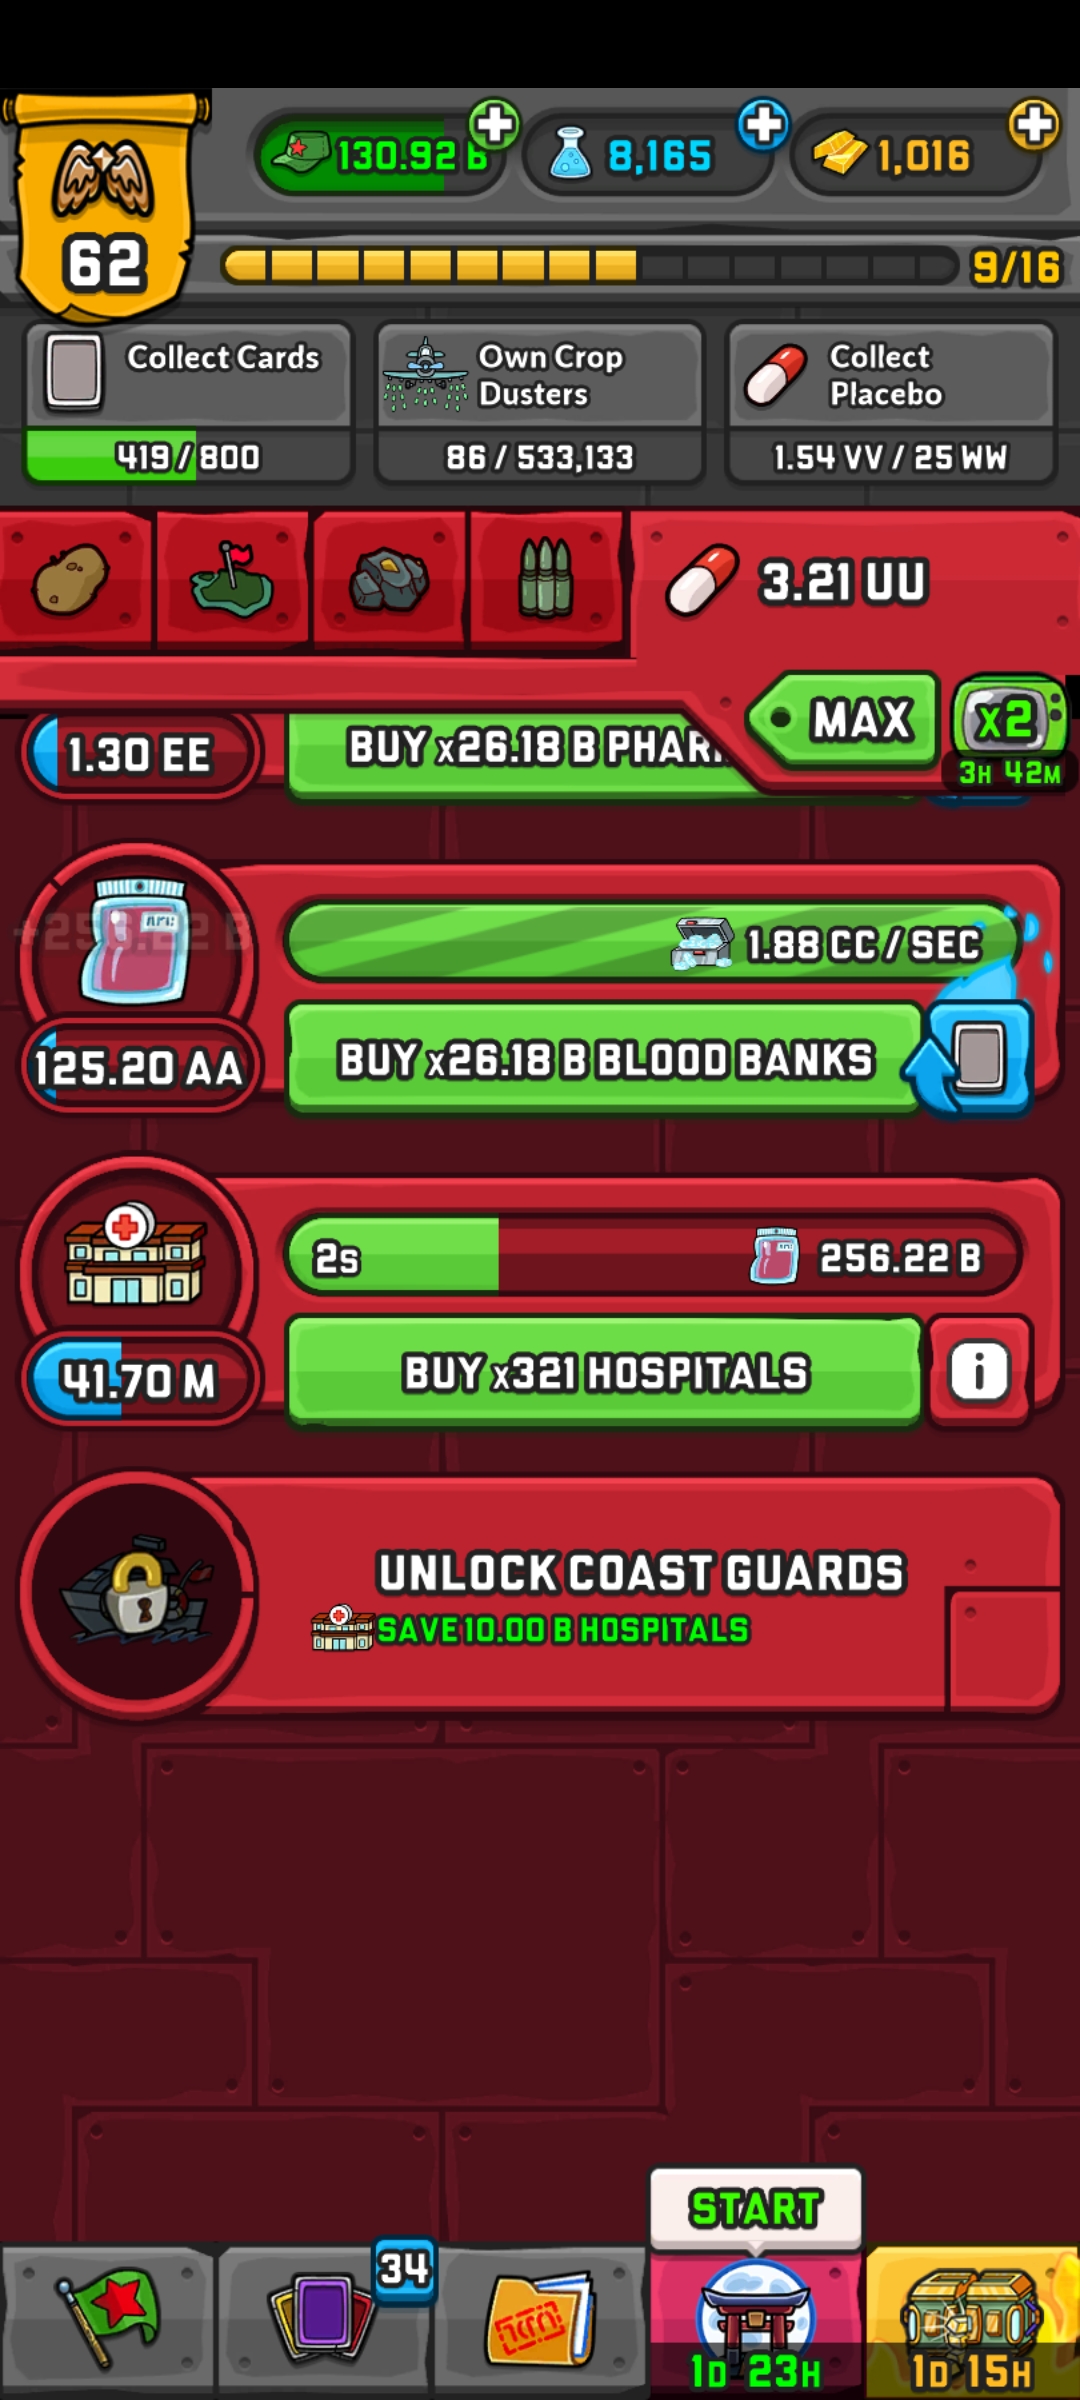 130.92 B
8,165
1,016
62
9/16
Collect Cards
419 / 800
Own Crop
Dusters
86 / 533,133
Collect
Placebo
1.54 VV / 25 WW
3.21 UU
MAX
x2
3H 42M
1.30 EE
BUY x26.18 B
+256.22 B
1.88 CC / SEC
125.20 AA
BUY x26.18 B BLOOD BANKS
2s
256.22 B
41.70 M
BUY x321 HOSPITALS
i
UNLOCK COAST GUARDS
SAVE 10.00 B HOSPITALS
START
34
1D 23H
1D 15H